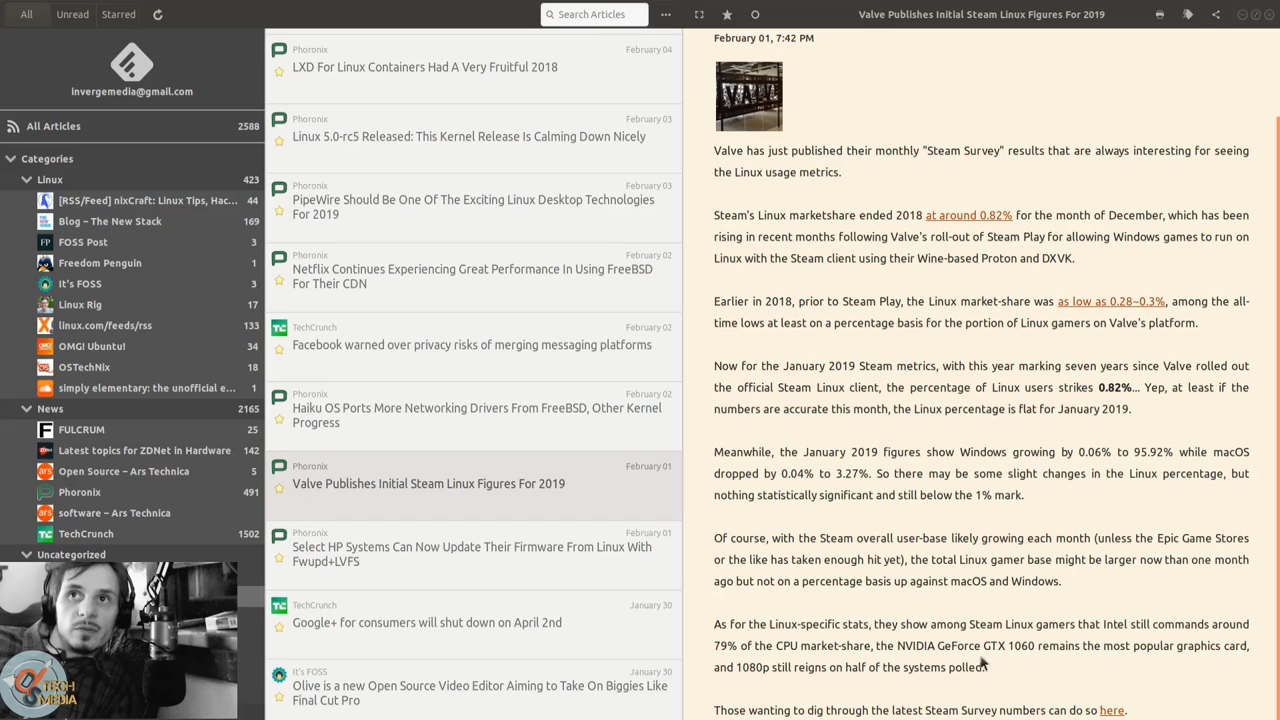 All
Unread
Starred
Search Articles
Valve Publishes Initial Steam Linux Figures For 2019
invergemedia@gmail.com
All Articles 2588
Categories
Linux 423
[RSS/Feed] nixCraft: Linux Tips, Hac... 44
Blog – The New Stack 169
FOSS Post 3
Freedom Penguin 1
It's FOSS 3
Linux Rig 17
linux.com/feeds/rss 133
OMG! Ubuntu! 34
OSTechNix 18
simply elementary: the unofficial e... 1
News 2165
FULCRUM 25
Latest topics for ZDNet in Hardware 142
Open Source – Ars Technica 5
Phoronix 491
software – Ars Technica
TechCrunch 1502
Uncategorized
TECH
MEDIA
Phoronix February 04
LXD For Linux Containers Had A Very Fruitful 2018
Phoronix February 03
Linux 5.0-rc5 Released: This Kernel Release Is Calming Down Nicely
Phoronix February 03
PipeWire Should Be One Of The Exciting Linux Desktop Technologies
For 2019
Phoronix February 02
Netflix Continues Experiencing Great Performance In Using FreeBSD
For Their CDN
TechCrunch February 02
Facebook warned over privacy risks of merging messaging platforms
Phoronix February 02
Haiku OS Ports More Networking Drivers From FreeBSD, Other Kernel
Progress
Phoronix February 01
Valve Publishes Initial Steam Linux Figures For 2019
Phoronix February 01
Select HP Systems Can Now Update Their Firmware From Linux With
Fwupd+LVFS
TechCrunch January 30
Google+ for consumers will shut down on April 2nd
It's FOSS January 30
Olive is a new Open Source Video Editor Aiming to Take On Biggies Like
Final Cut Pro
February 01, 7:42 PM
VALVE
Valve has just published their monthly "Steam Survey" results that are always interesting for seeing
the Linux usage metrics.
Steam's Linux marketshare ended 2018 at around 0.82% for the month of December, which has been
rising in recent months following Valve's roll-out of Steam Play for allowing Windows games to run on
Linux with the Steam client using their Wine-based Proton and DXVK.
Earlier in 2018, prior to Steam Play, the Linux market-share was as low as 0.28~0.3%, among the all-
time lows at least on a percentage basis for the portion of Linux gamers on Valve's platform.
Now for the January 2019 Steam metrics, with this year marking seven years since Valve rolled out
the official Steam Linux client, the percentage of Linux users strikes 0.82%... Yep, at least if the
numbers are accurate this month, the Linux percentage is flat for January 2019.
Meanwhile, the January 2019 figures show Windows growing by 0.06% to 95.92% while macOS
dropped by 0.04% to 3.27%. So there may be some slight changes in the Linux percentage, but
nothing statistically significant and still below the 1% mark.
Of course, with the Steam overall user-base likely growing each month (unless the Epic Game Stores
or the like has taken enough hit yet), the total Linux gamer base might be larger now than one month
ago but not on a percentage basis up against macOS and Windows.
As for the Linux-specific stats, they show among Steam Linux gamers that Intel still commands around
79% of the CPU market-share, the NVIDIA GeForce GTX 1060 remains the most popular graphics card,
and 1080p still reigns on half of the systems polled.
Those wanting to dig through the latest Steam Survey numbers can do so here.